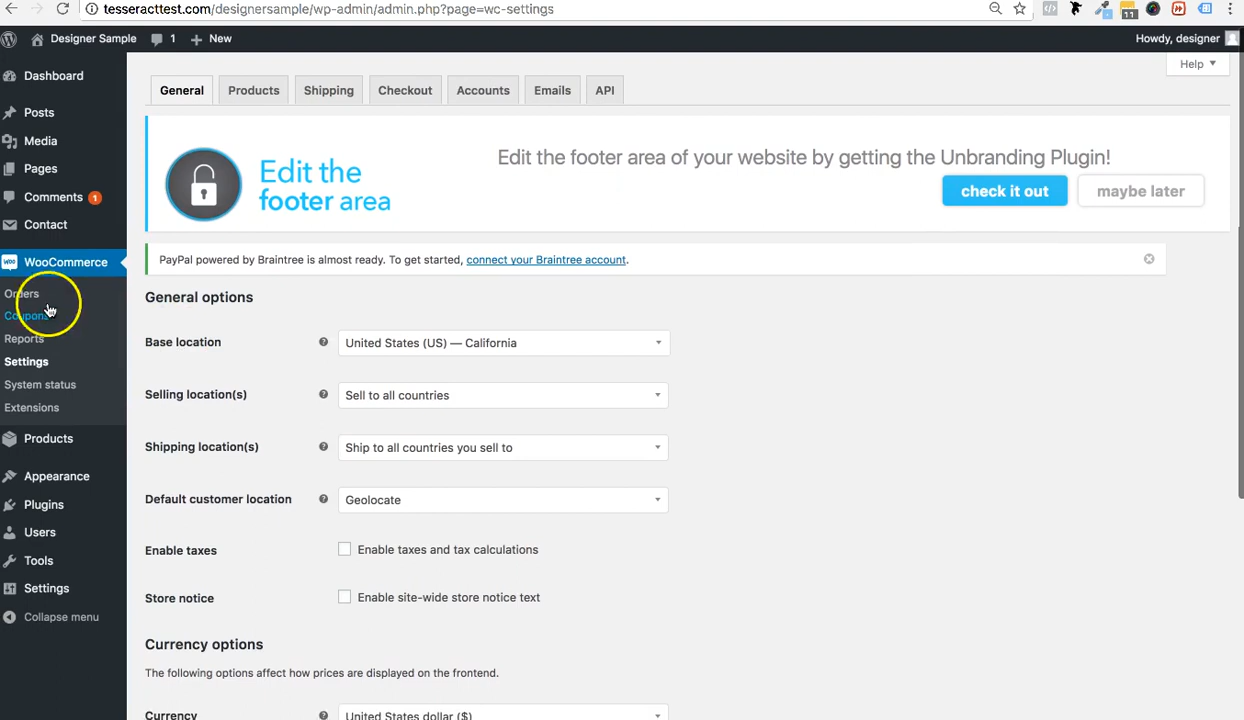 tesseracttest.com/designersample/wp-admin/admin.php?page=wc-settings
11
Designer Sample 1 New
Howdy, designer
Help
Dashboard
Posts
Media
Pages
Comments 1
Contact
WooCommerce
Orders
Coupons
Reports
Settings
System status
Extensions
Products
Appearance
Plugins
Users
Tools
Settings
Collapse menu
General Products Shipping Checkout Accounts Emails API
Edit the
footer area
Edit the footer area of your website by getting the Unbranding Plugin!
check it out maybe later
PayPal powered by Braintree is almost ready. To get started, connect your Braintree account.
General options
Base location United States (US) — California
Selling location(s) Sell to all countries
Shipping location(s) Ship to all countries you sell to
Default customer location Geolocate
Enable taxes Enable taxes and tax calculations
Store notice Enable site-wide store notice text
Currency options
The following options affect how prices are displayed on the frontend.
Currency United States dollar ($)